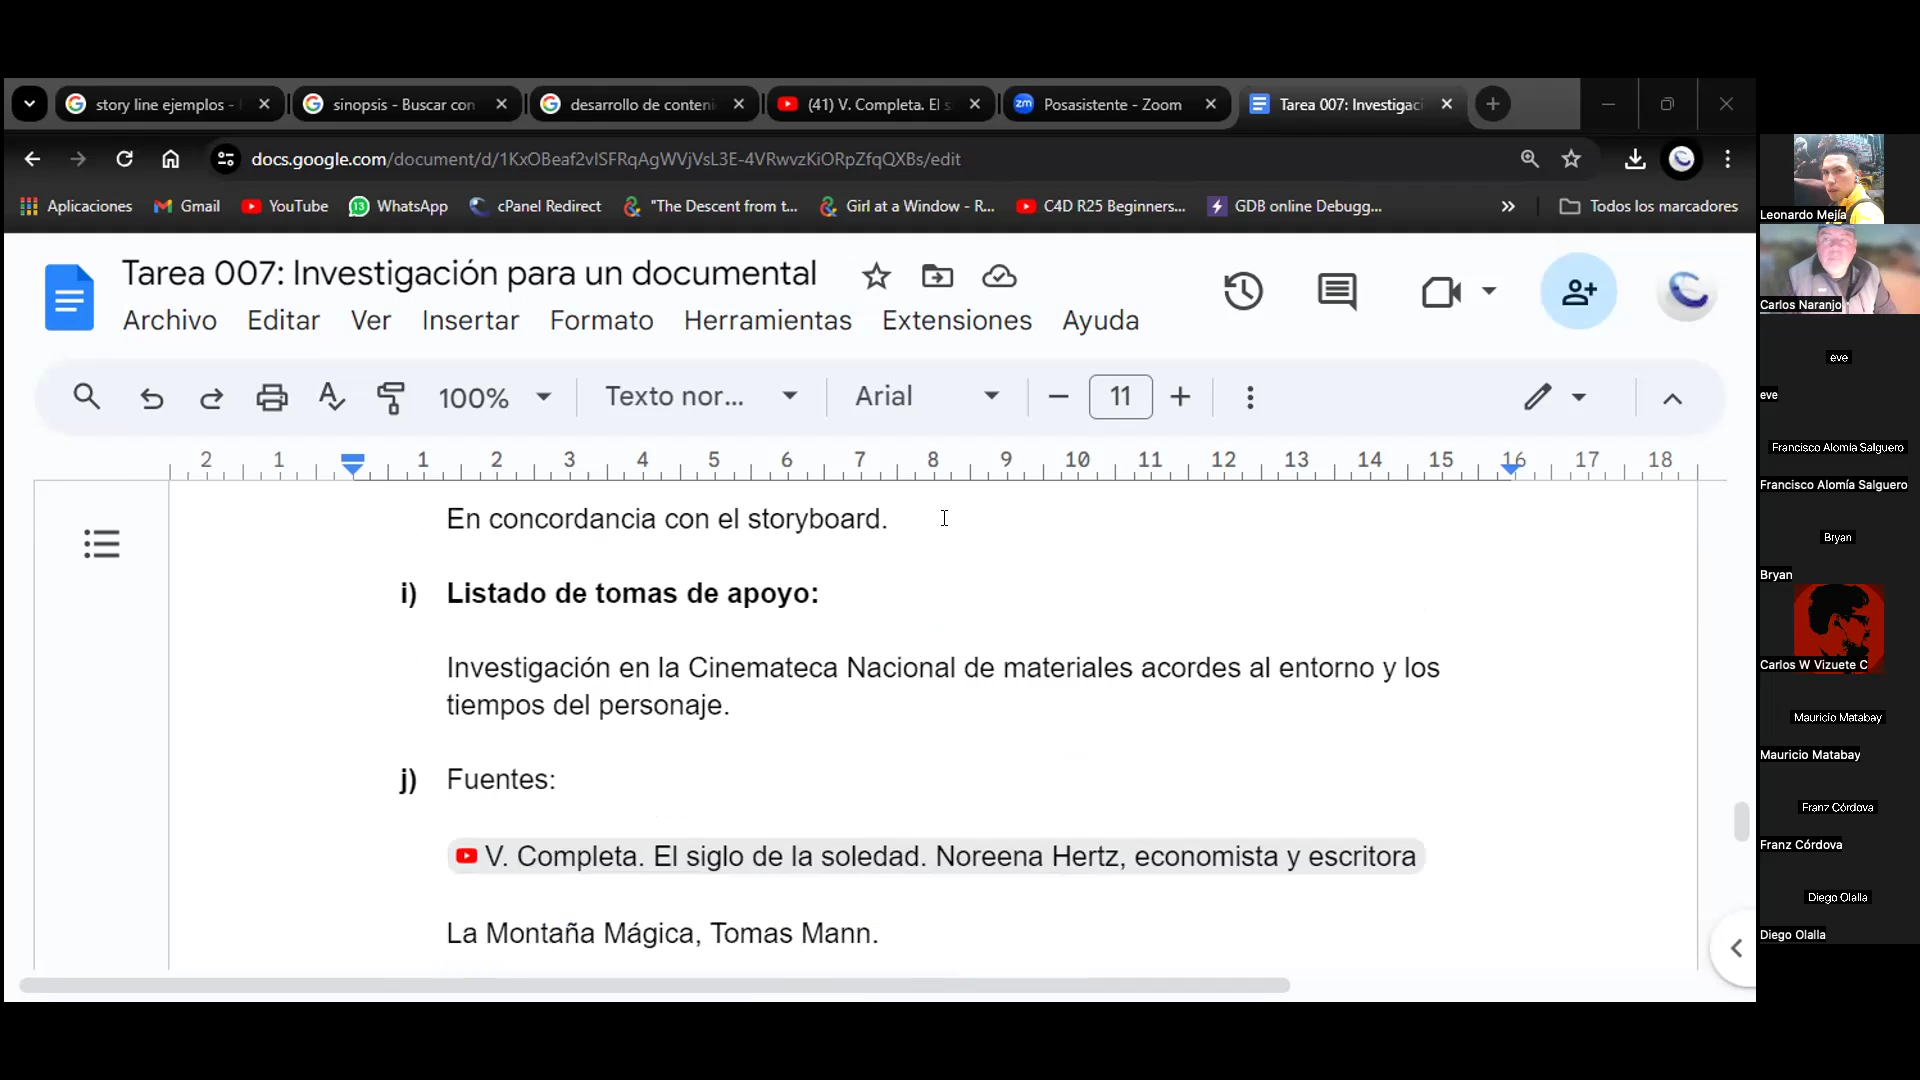 story line ejemplos -
sinopsis - Buscar con
desarrollo de conteni
(41) V. Completa. El s
zm
Posasistente - Zoom
Tarea 007: Investigaci
docs.google.com/document/d/1KxOBeaf2vISFRqAgWVjVsL3E-4VRwvzKiORpZfqQXBs/edit
Aplicaciones
Gmail
YouTube
13
WhatsApp
cPanel Redirect
"The Descent from t...
Girl at a Window - R...
C4D R25 Beginners...
GDB online Debugg...
Todos los marcadores
Tarea 007: Investigación para un documental
Archivo Editar Ver Insertar Formato Herramientas Extensiones Ayuda
100% Texto nor... Arial 11
2 1 1 2 3 4 5 6 7 8 9 10 11 12 13 14 15 16 17 18
En concordancia con el storyboard.
i) Listado de tomas de apoyo:
Investigación en la Cinemateca Nacional de materiales acordes al entorno y los
tiempos del personaje.
j) Fuentes:
V. Completa. El siglo de la soledad. Noreena Hertz, economista y escritora
La Montaña Mágica, Tomas Mann.
Leonardo Mejía
Carlos Naranjo
eve
eve
Francisco Alomía Salguero
Francisco Alomía Salguero
Bryan
Bryan
Carlos W Vizuete C
Mauricio Matabay
Mauricio Matabay
Franz Córdova
Franz Córdova
Diego Olalla
Diego Olalla